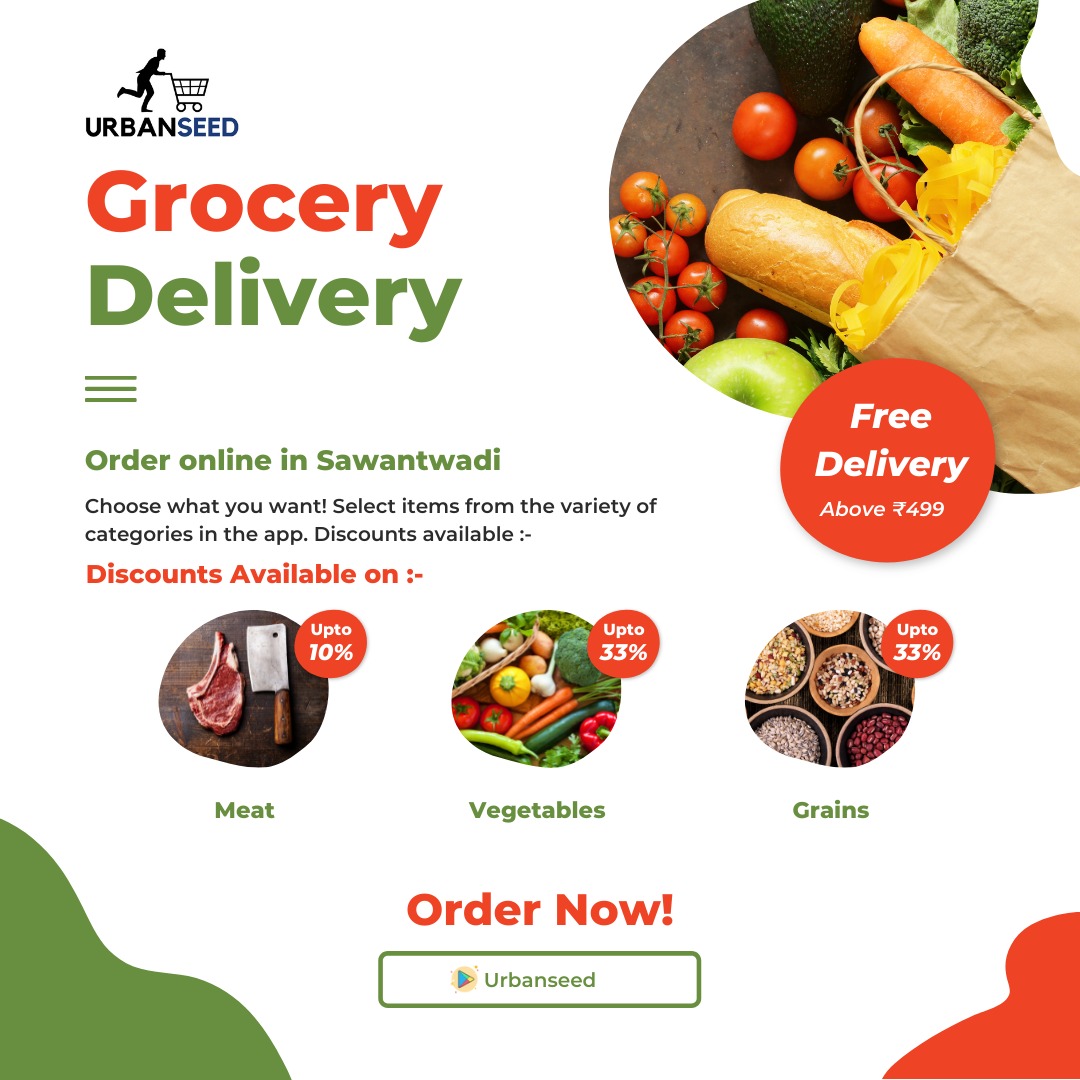 URBANSEED
Grocery
Delivery
Order online in Sawantwadi
Choose what you want! Select items from the variety of
categories in the app. Discounts available :-
Free
Delivery
Above ₹499
Discounts Available on :-
Upto
10%
Upto
33%
Upto
33%
Meat
Vegetables
Grains
Order Now!
Urbanseed